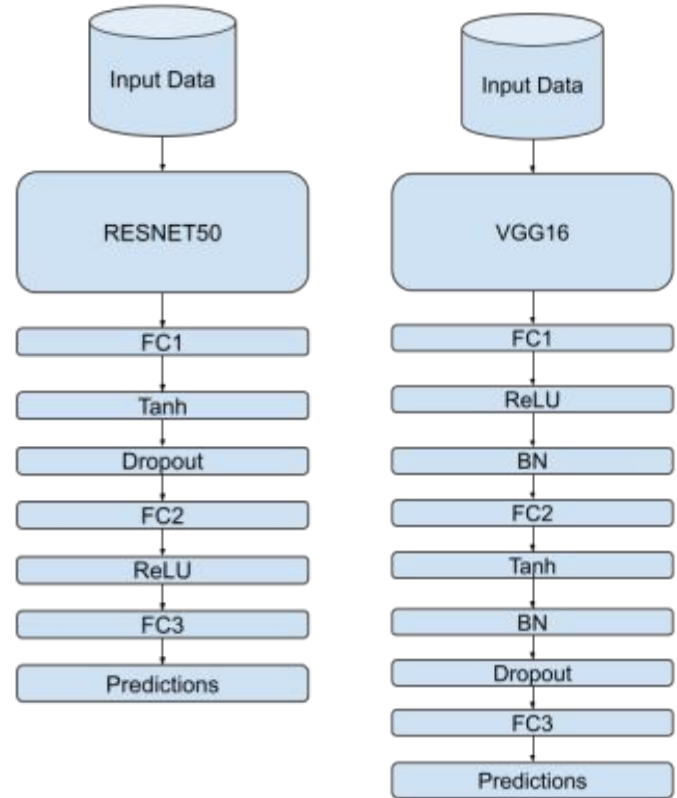 Input Data
RESNET50
FC1
Tanh
Dropout
FC2
ReLU
FC3
Predictions
Input Data
VGG16
FC1
ReLU
BN
FC2
Tanh
BN
Dropout
FC3
Predictions